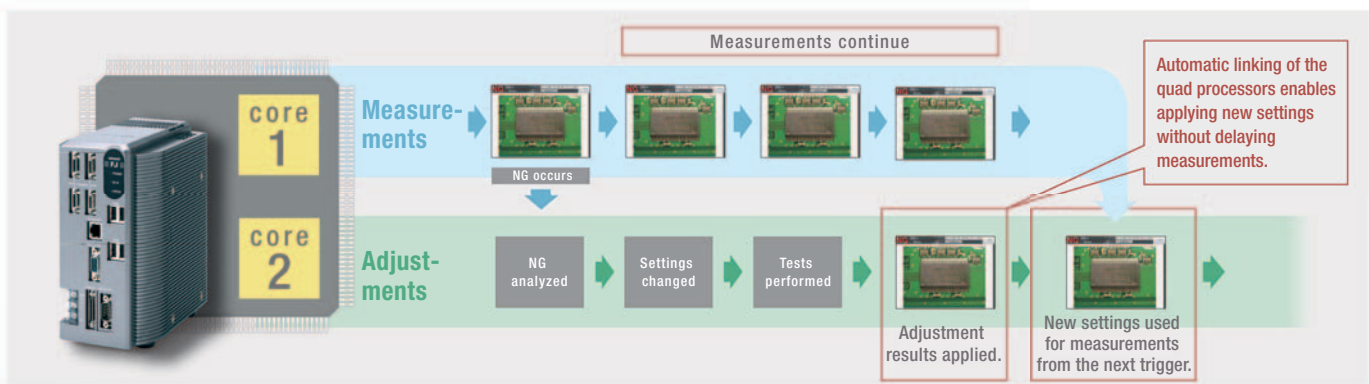 Measurements continue
Automatic linking of the
quad processors enables
applying new settings
without delaying
measurements.
core
1
Measure-
ments
NG occurs
core
2
Adjust-
ments
NG
analyzed
Settings
changed
Tests
performed
Adjustment
results applied.
New settings used
for measurements
from the next trigger.